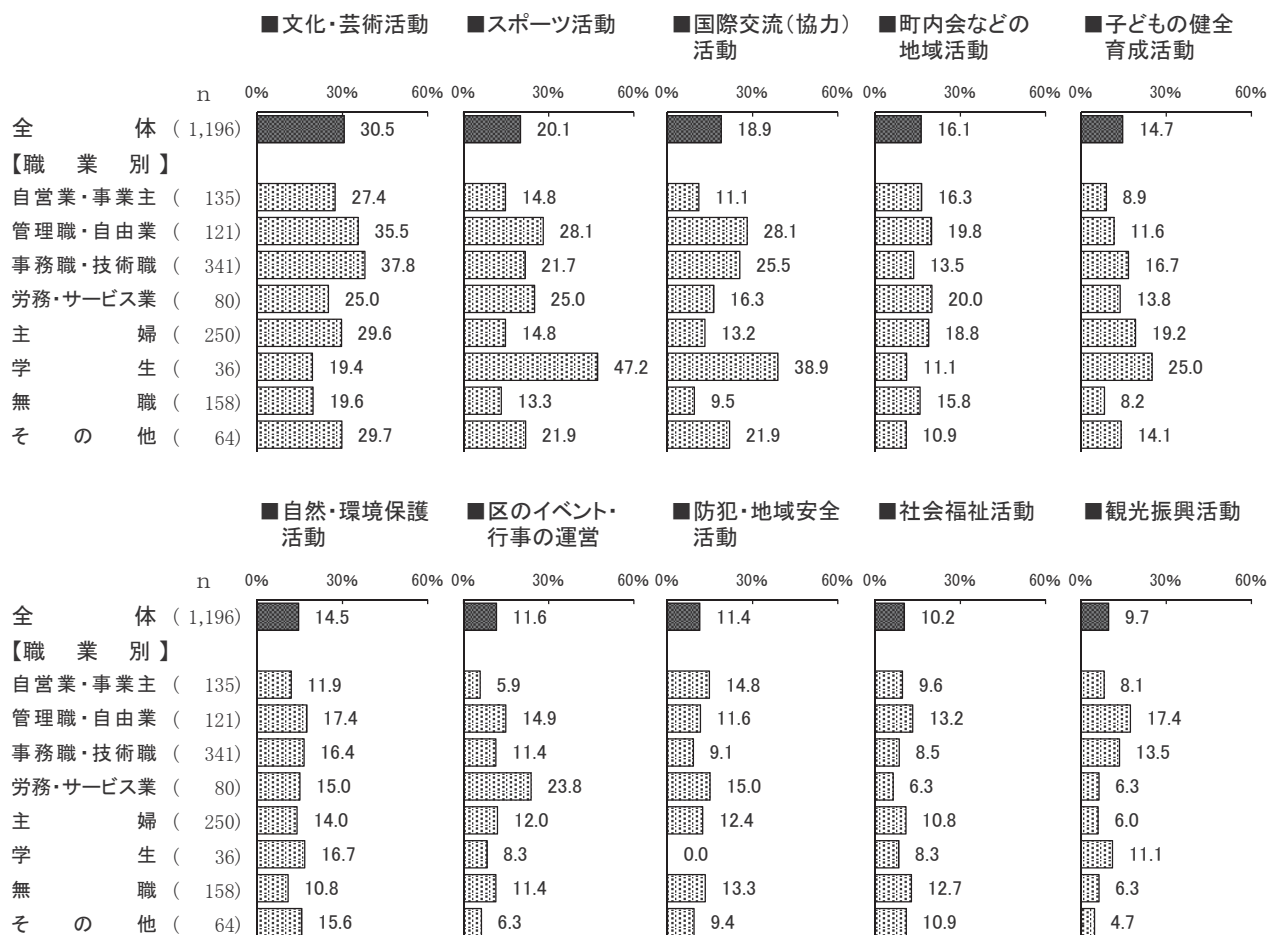 ■文化・芸術活動 ■スポーツ活動 ■国際交流(協力)活動 ■町内会などの地域活動 ■子どもの健全育成活動
n 0% 30% 60% 0% 30% 60% 0% 30% 60% 0% 30% 60% 0% 30% 60%
全体 (1,196) 30.5 20.1 18.9 16.1 14.7
【職業別】
自営業・事業主 (135) 27.4 14.8 11.1 16.3 8.9
管理職・自由業 (121) 35.5 28.1 28.1 19.8 11.6
事務職・技術職 (341) 37.8 21.7 25.5 13.5 16.7
労務・サービス業 (80) 25.0 25.0 16.3 20.0 13.8
主婦 (250) 29.6 14.8 13.2 18.8 19.2
学生 (36) 19.4 47.2 38.9 11.1 25.0
無職 (158) 19.6 13.3 9.5 15.8 8.2
その他 (64) 29.7 21.9 21.9 10.9 14.1
■自然・環境保護活動 ■区のイベント・行事の運営 ■防犯・地域安全活動 ■社会福祉活動 ■観光振興活動
n 0% 30% 60% 0% 30% 60% 0% 30% 60% 0% 30% 60% 0% 30% 60%
全体 (1,196) 14.5 11.6 11.4 10.2 9.7
【職業別】
自営業・事業主 (135) 11.9 5.9 14.8 9.6 8.1
管理職・自由業 (121) 17.4 14.9 11.6 13.2 17.4
事務職・技術職 (341) 16.4 11.4 9.1 8.5 13.5
労務・サービス業 (80) 15.0 23.8 15.0 6.3 6.3
主婦 (250) 14.0 12.0 12.4 10.8 6.0
学生 (36) 16.7 8.3 0.0 8.3 11.1
無職 (158) 10.8 11.4 13.3 12.7 6.3
その他 (64) 15.6 6.3 9.4 10.9 4.7